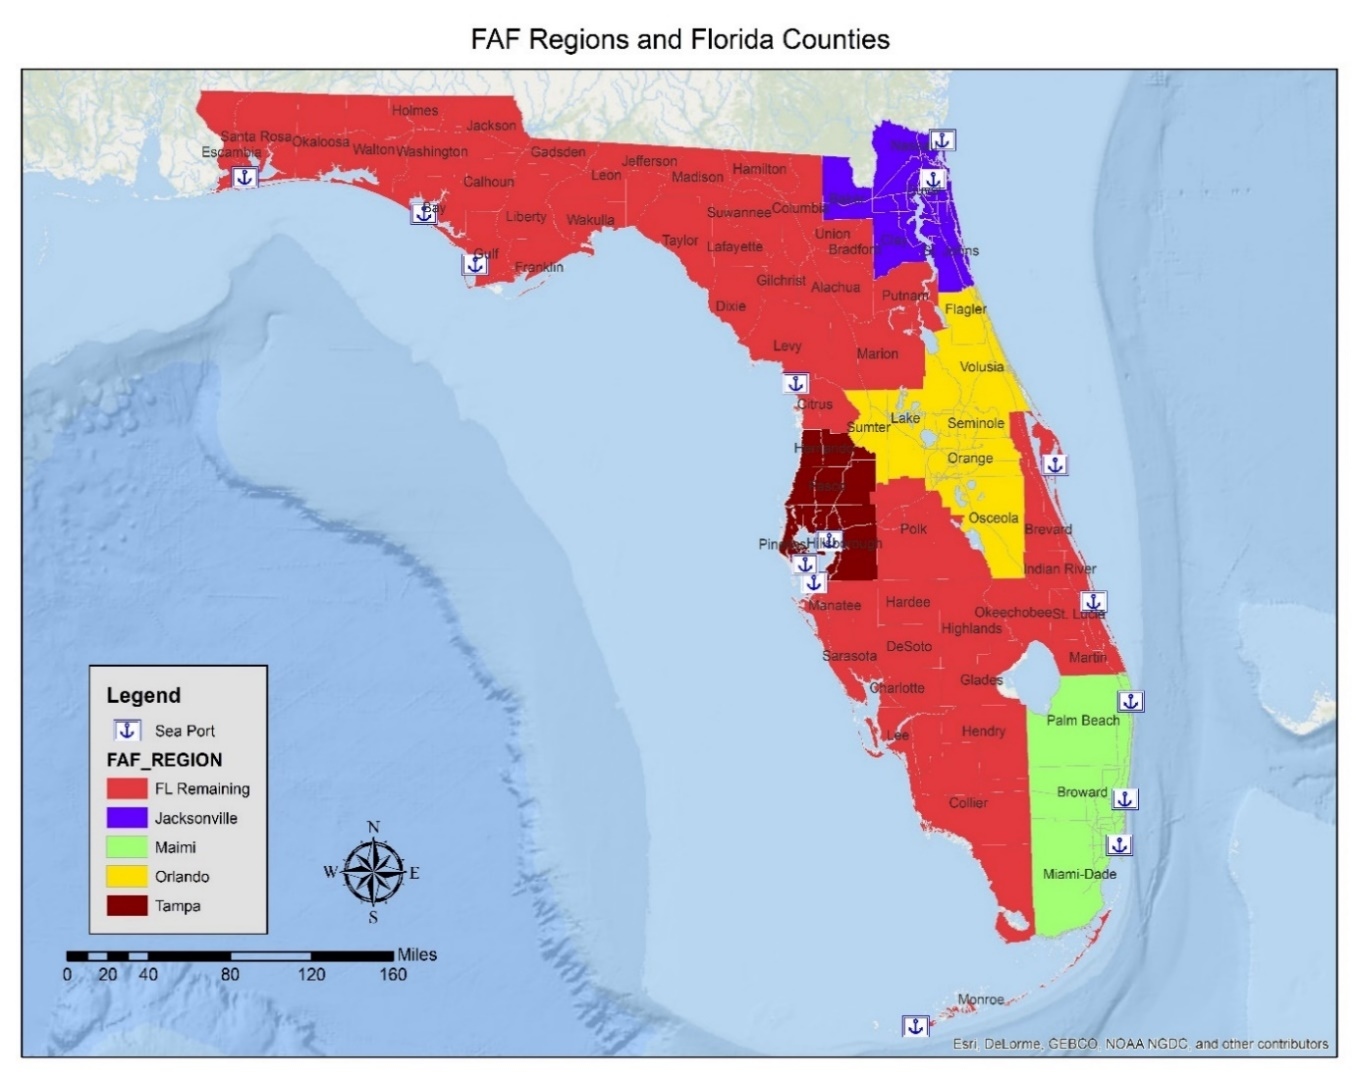 FAF Regions and Florida Counties
Holmes
Jackson
Santa Rosa
Okaloosa
Escambia
Walton
Washington
Gadsden
Jefferson
Leon
Madison
Hamilton
Calhoun
Bay
Liberty
Wakulla
Suwannee
Columbia
Union
Bradford
Taylor
Lafayette
St. Johns
Gulf
Franklin
Gilchrist
Alachua
Putnam
Dixie
Flagler
Levy
Marion
Volusia
Citrus
Sumter
Lake
Seminole
Orange
Polk
Osceola
Brevard
Hillsborough
Indian River
Manatee
Hardee
Okeechobee
St. Lucie
Highlands
DeSoto
Sarasota
Martin
Glades
Charlotte
Palm Beach
Lee
Hendry
Broward
Collier
Miami-Dade
Monroe
Legend
Sea Port
FAF_REGION
FL Remaining
Jacksonville
Maimi
Orlando
Tampa
N
W E
S
Miles
0 20 40 80 120 160
Esri, DeLorme, GEBCO, NOAA NGDC, and other contributors